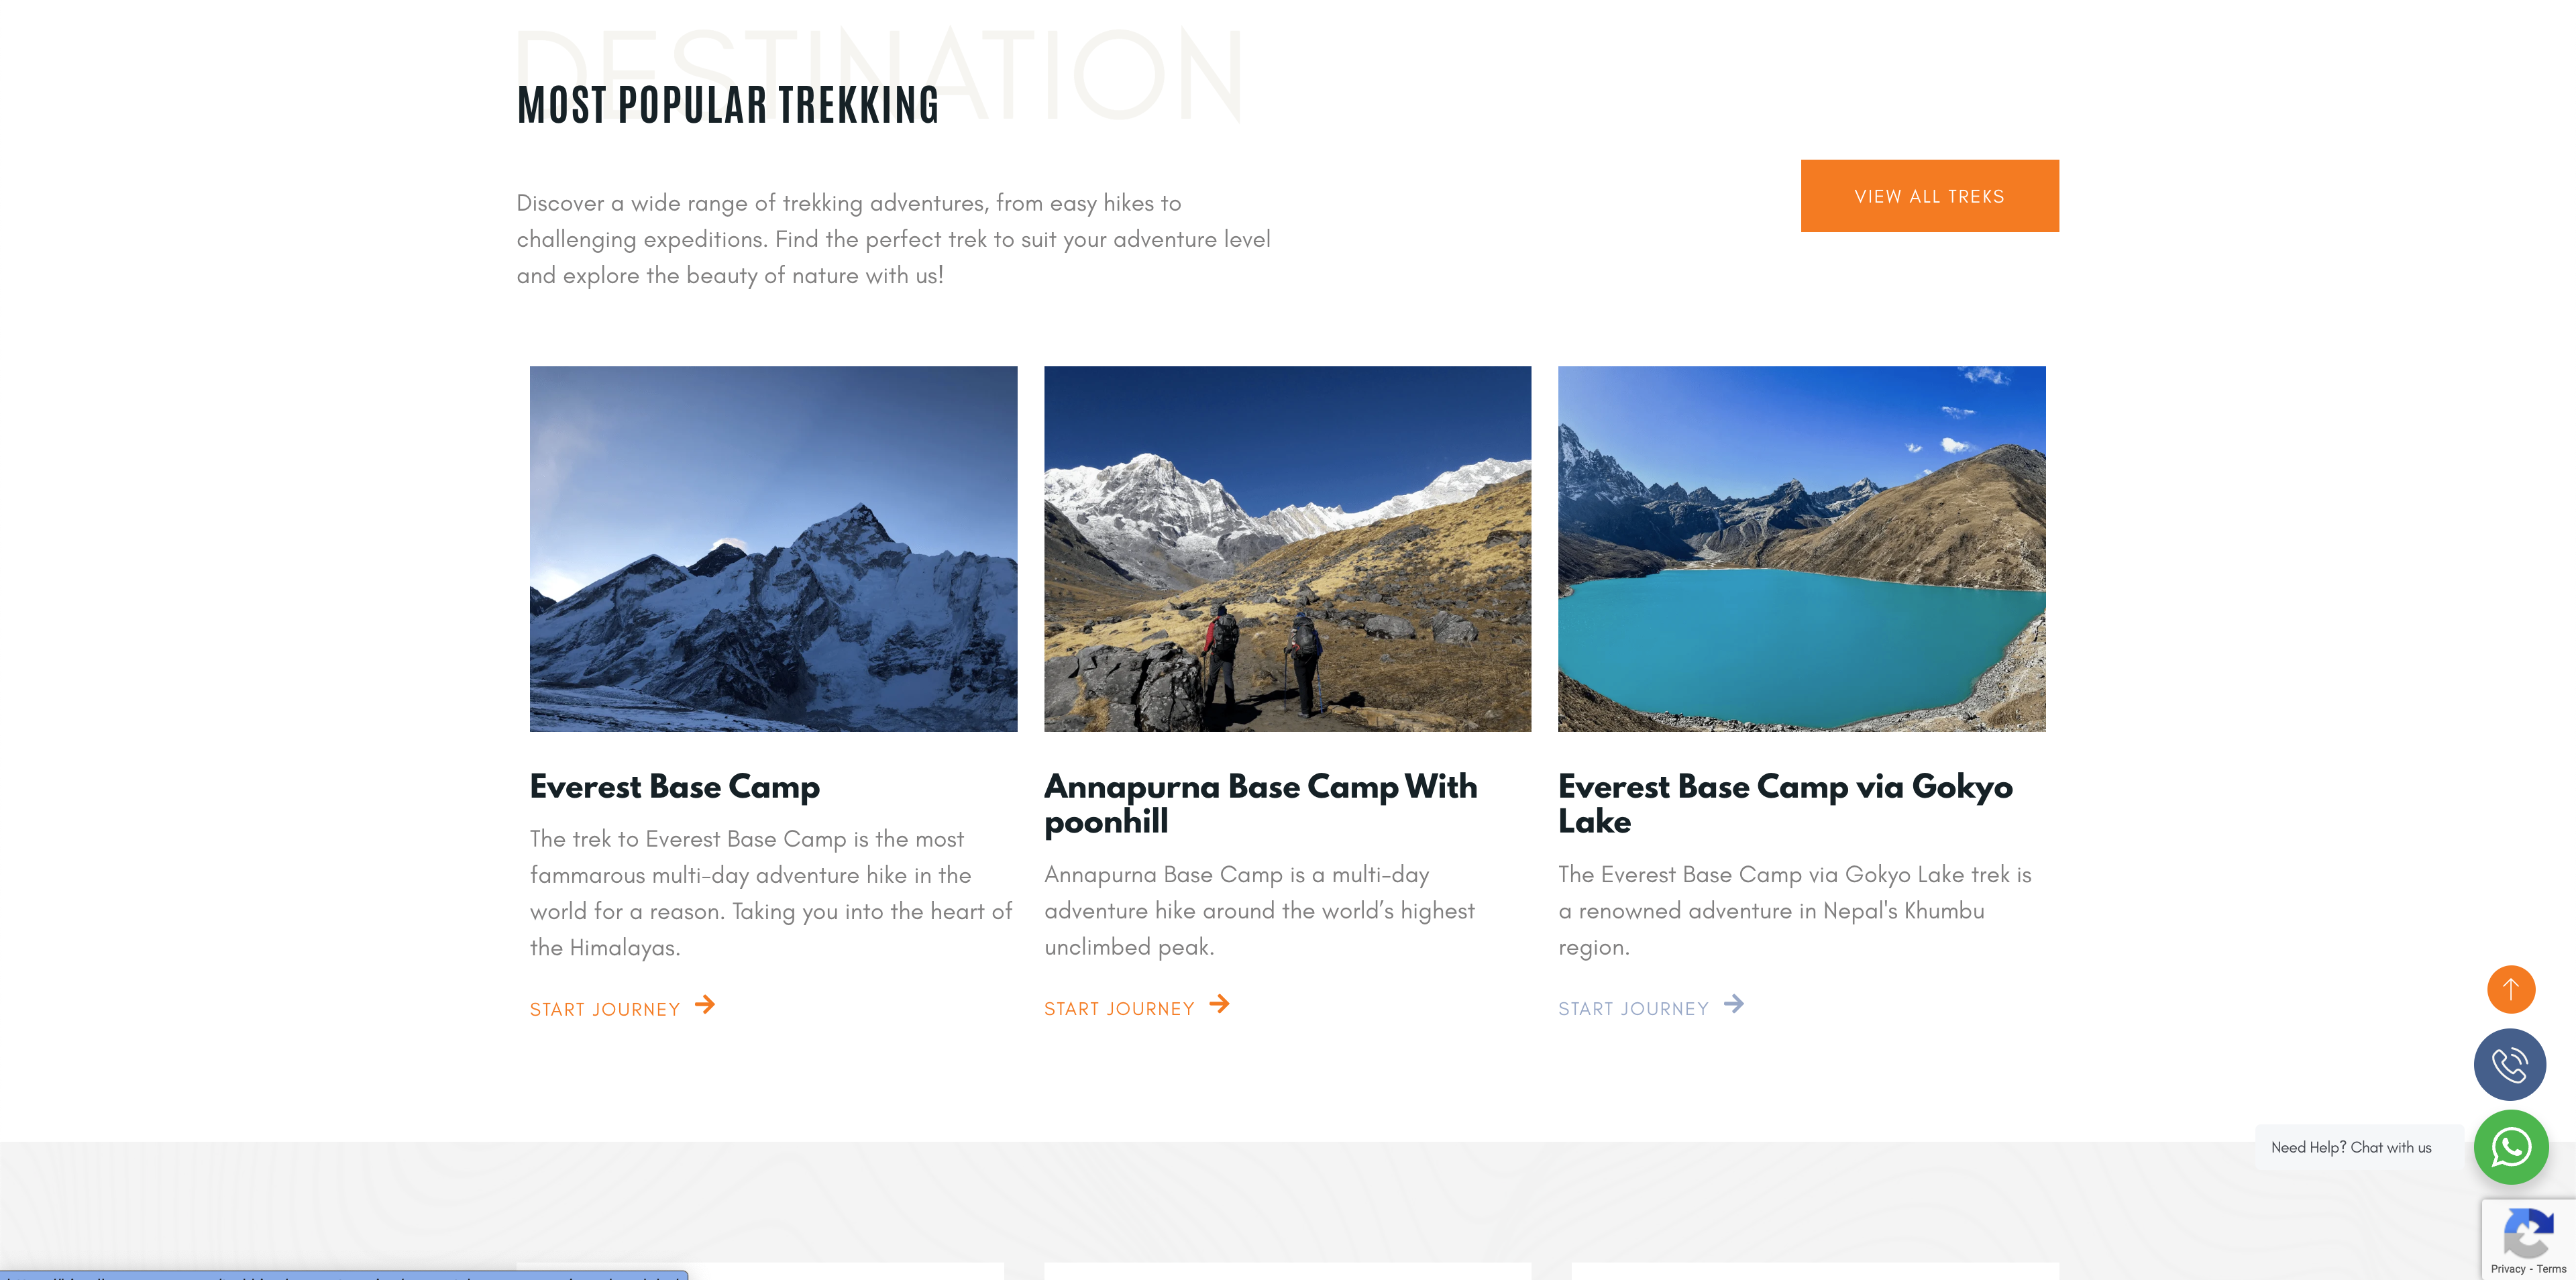 DESTINATION
MOST POPULAR TREKKING
Discover a wide range of trekking adventures, from easy hikes to
challenging expeditions. Find the perfect trek to suit your adventure level
and explore the beauty of nature with us!
VIEW ALL TREKS
Everest Base Camp
The trek to Everest Base Camp is the most
fammarous multi-day adventure hike in the
world for a reason. Taking you into the heart of
the Himalayas.
START JOURNEY
Annapurna Base Camp With
poonhill
Annapurna Base Camp is a multi-day
adventure hike around the world’s highest
unclimbed peak.
START JOURNEY
Everest Base Camp via Gokyo
Lake
The Everest Base Camp via Gokyo Lake trek is
a renowned adventure in Nepal's Khumbu
region.
START JOURNEY
Need Help? Chat with us
Privacy - Terms